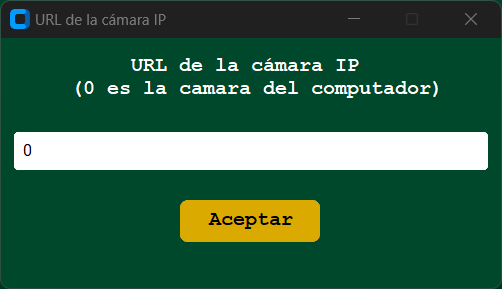 URL de la cámara IP
URL de la cámara IP
(0 es la camara del computador)
0
Aceptar